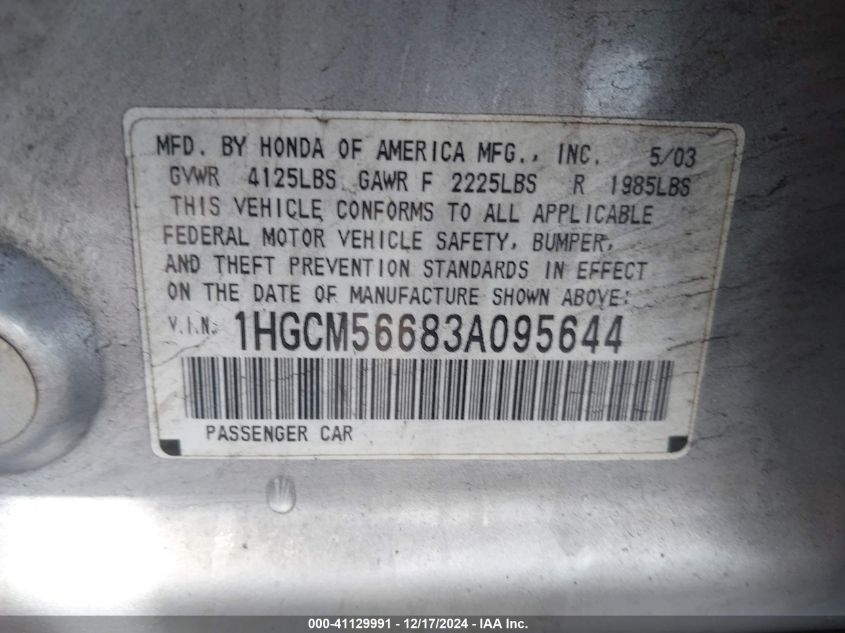 MFD. BY HONDA OF AMERICA MFG., INC. 5/03
GVWR 4125LBS GAWR F 2225LBS R 1985LBS
THIS VEHICLE CONFORMS TO ALL APPLICABLE
FEDERAL MOTOR VEHICLE SAFETY, BUMPER,
AND THEFT PREVENTION STANDARDS IN EFFECT
ON THE DATE OF MANUFACTURE SHOWN ABOVE:
V.I.N: 1HGCM56683A095644
PASSENGER CAR
000-41129991 - 12/17/2024 - IAA Inc.